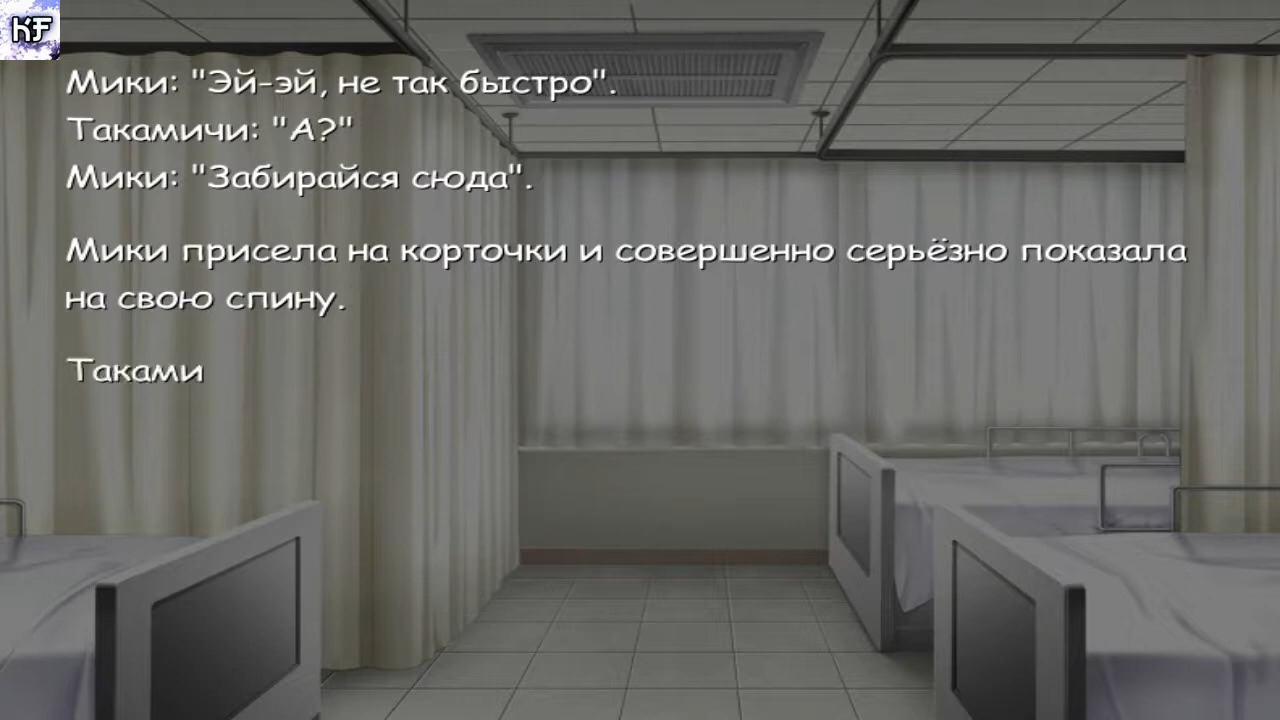 KF
Мики: "Эй-эй, не так быстро".
Такамичи: "А?"
Мики: "Забирайся сюда".
Мики присела на корточки и совершенно серьёзно показала
на свою спину.
Таками